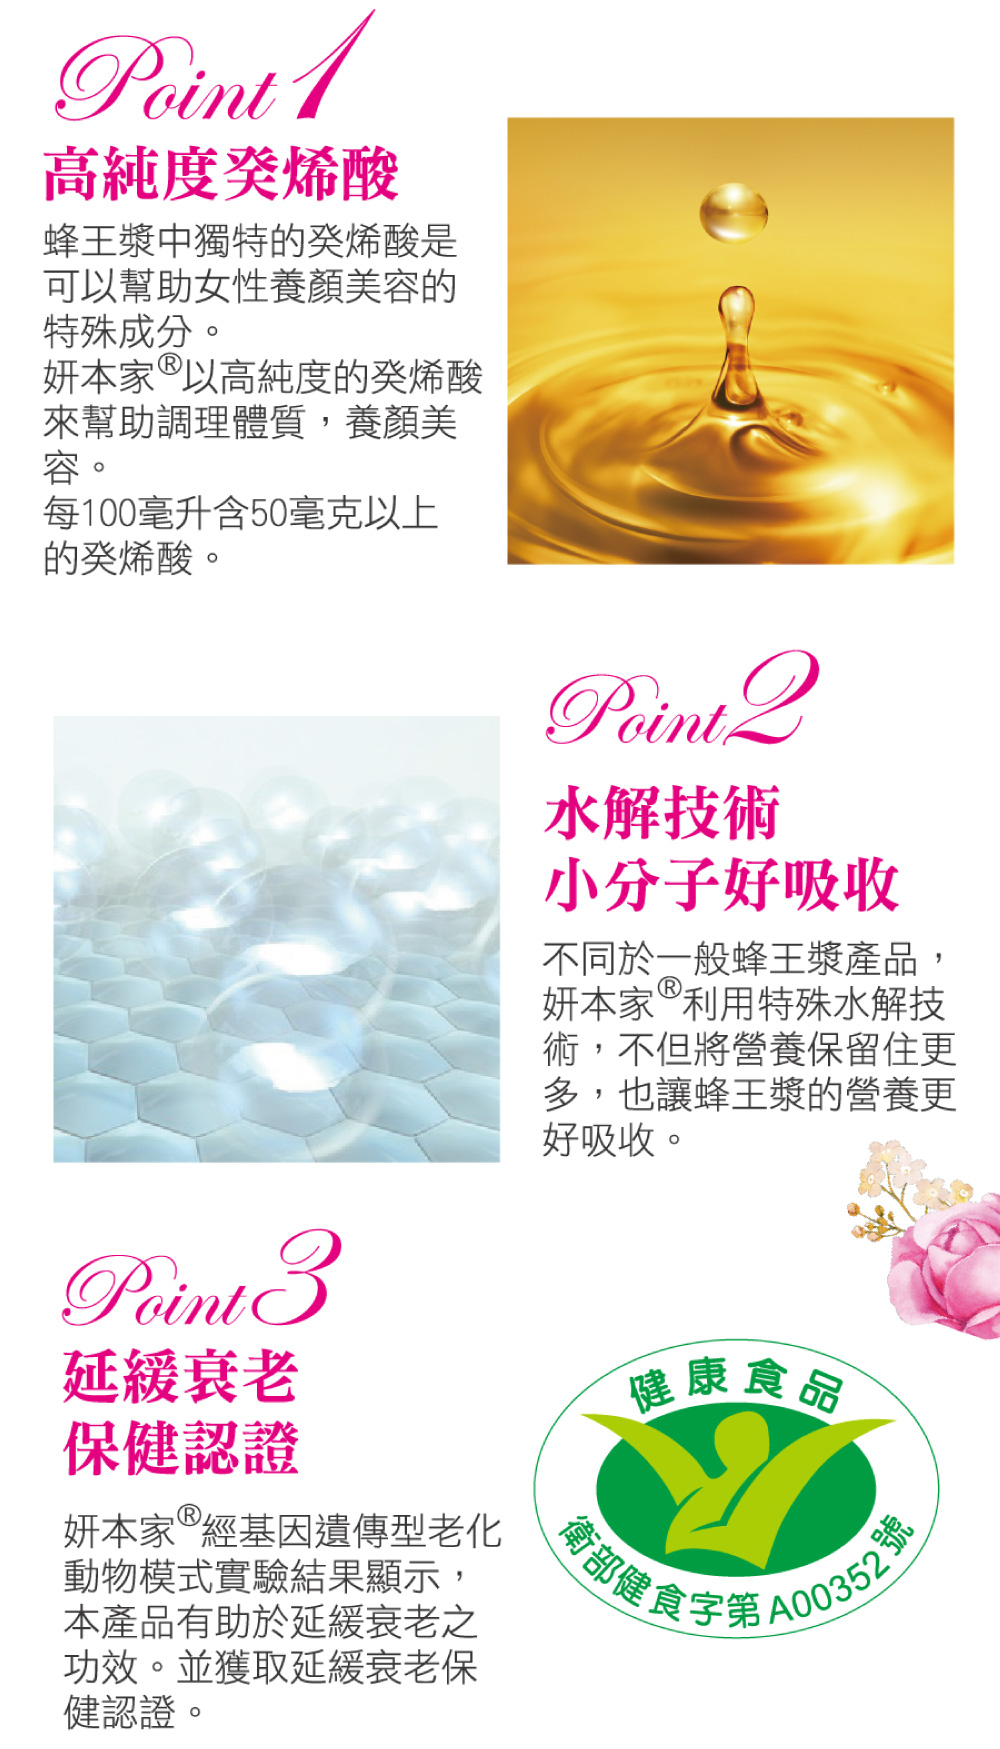 Point 1
高純度癸烯酸
蜂王漿中獨特的癸烯酸是
可以幫助女性養顏美容的
特殊成分。
妍本家®以高純度的癸烯酸
來幫助調理體質，養顏美
容。
每100毫升含50毫克以上
的癸烯酸。
Point 2
水解技術
小分子好吸收
不同於一般蜂王漿產品，
妍本家®利用特殊水解技
術，不但將營養保留住更
多，也讓蜂王漿的營養更
好吸收。
Point 3
延緩衰老
保健認證
妍本家®經基因遺傳型老化
動物模式實驗結果顯示，
本產品有助於延緩衰老之
功效。並獲取延緩衰老保
健認證。
健康食品
衛部健食字第A00352號